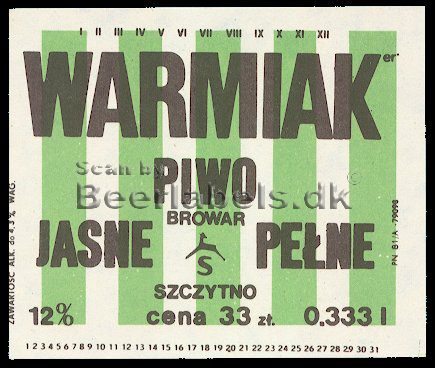 I II III IV V VI VII VIII IX X XI XII
WARMIAK er
Scan by
PIWO
Beerlabels.dk ©
BROWAR
JASNE PEŁNE
S
SZCZYTNO
12% cena 33 zł. 0.333 l
1 2 3 4 5 6 7 8 9 10 11 12 13 14 15 16 17 18 19 20 21 22 23 24 25 26 27 28 29 30 31
ZAWARTOŚĆ ALK. do 4,3% WAG.
PN B1/A - 79098